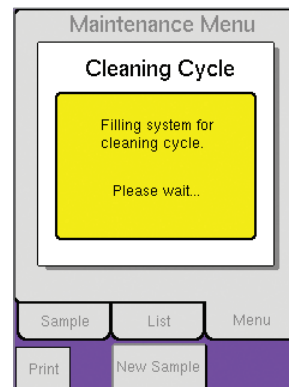 Maintenance Menu
Cleaning Cycle
Filling system for
cleaning cycle.
Please wait...
Sample List Menu
Print New Sample